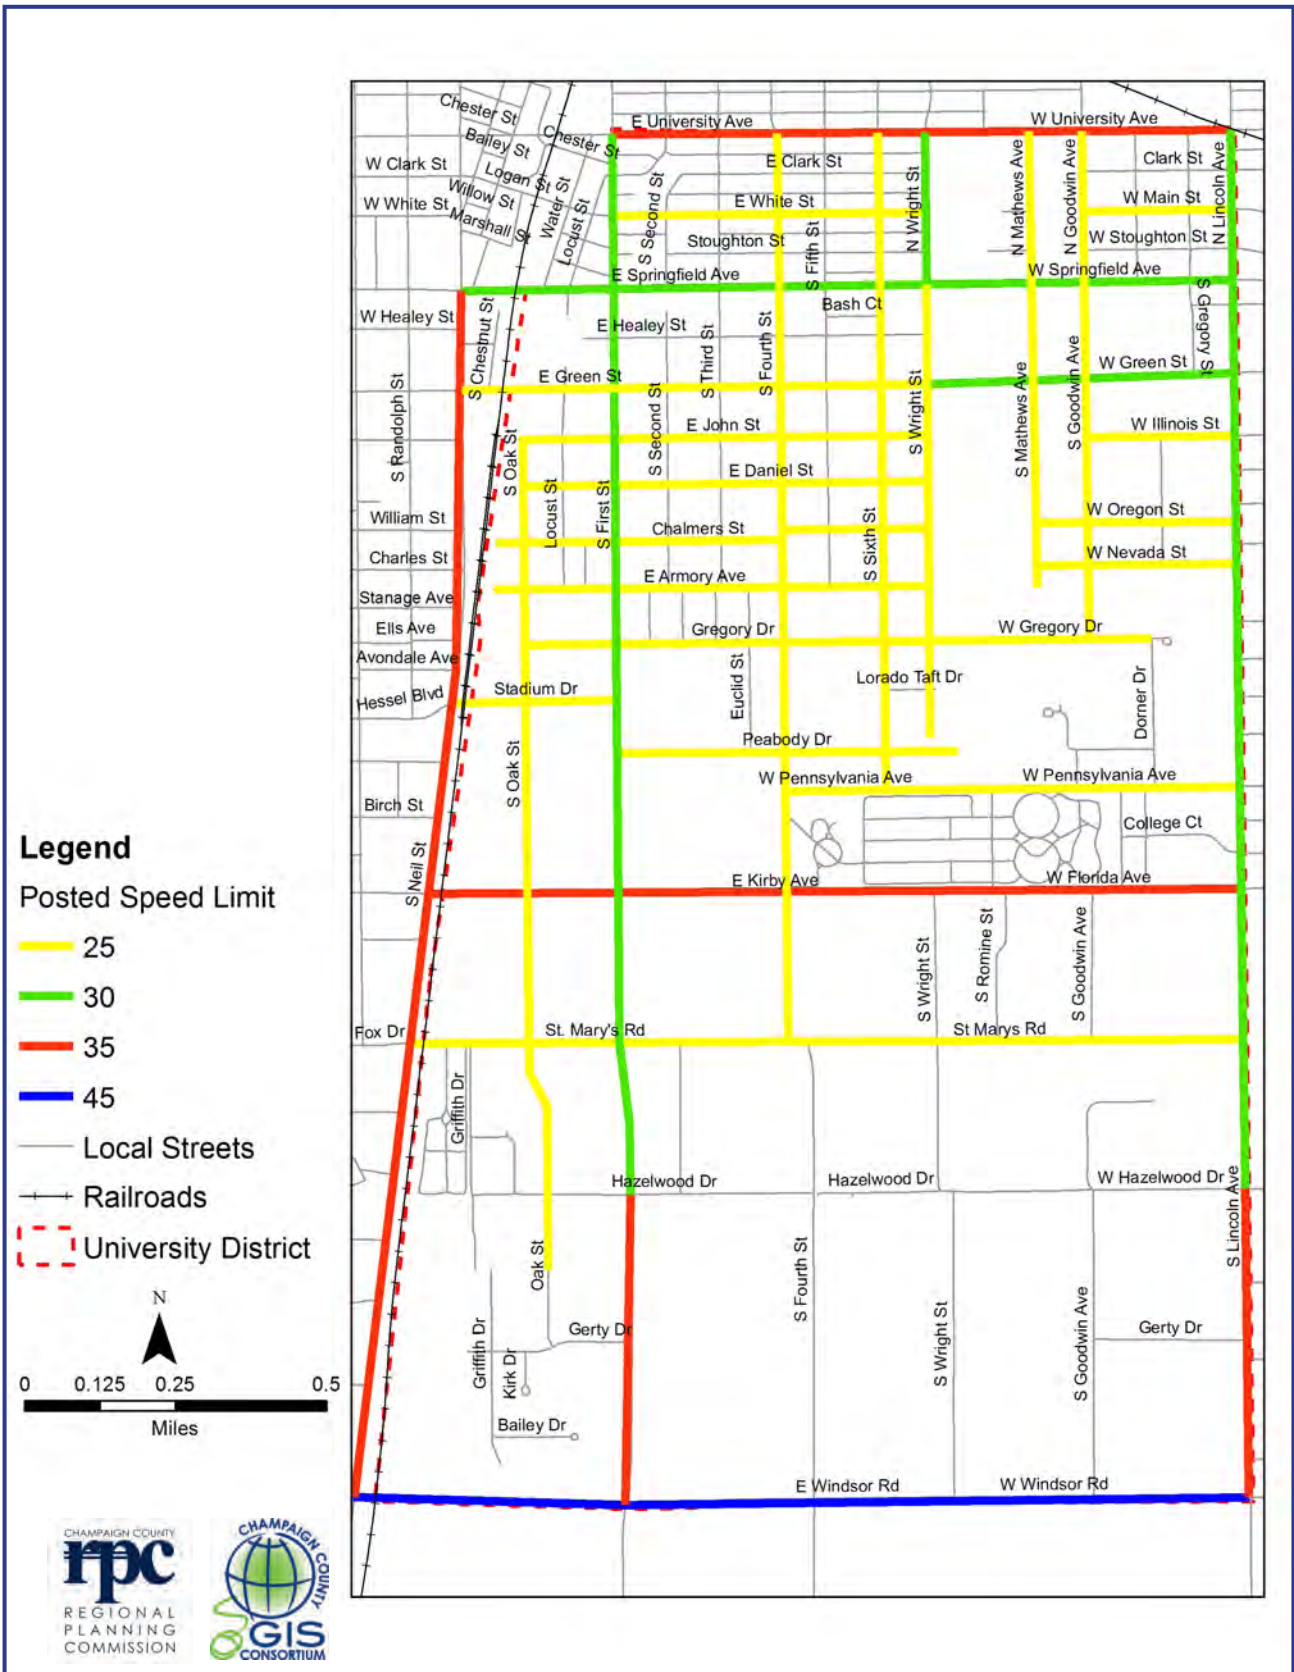 Chester St
Bailey St
Chester St
W Clark St
Logan St
Willow St
W White St
Marshall St
Water St
Locust St
E University Ave
W University Ave
E Clark St
Clark St
S Second St
E White St
W Main St
Stoughton St
W Stoughton St
S Fifth St
N Wright St
N Mathews Ave
N Goodwin Ave
N Lincoln Ave
E Springfield Ave
W Springfield Ave
W Healey St
S Chestnut St
E Healey St
Bash Ct
S Gregory St
S Third St
S Fourth St
E Green St
W Green St
S Randolph St
S Oak St
S Second St
E John St
S Wright St
S Mathews Ave
S Goodwin Ave
W Illinois St
E Daniel St
William St
Locust St
S First St
Chalmers St
S Sixth St
W Oregon St
Charles St
W Nevada St
E Armory Ave
Stanage Ave
Ells Ave
Gregory Dr
W Gregory Dr
Avondale Ave
Euclid St
Lorado Taft Dr
Dorner Dr
Hessel Blvd
Stadium Dr
Peabody Dr
S Oak St
W Pennsylvania Ave
W Pennsylvania Ave
Birch St
College Ct
S Neil St
E Kirby Ave
W Florida Ave
S Wright St
S Romine St
S Goodwin Ave
Fox Dr
St. Mary's Rd
St Marys Rd
Griffith Dr
Hazelwood Dr
Hazelwood Dr
W Hazelwood Dr
S Lincoln Ave
Oak St
S Fourth St
Gerty Dr
Gerty Dr
Griffith Dr
Kirk Dr
S Wright St
S Goodwin Ave
Bailey Dr
E Windsor Rd
W Windsor Rd
Legend
Posted Speed Limit
25
30
35
45
Local Streets
Railroads
University District
N
0 0.125 0.25 0.5
Miles
CHAMPAIGN COUNTY
rpc
REGIONAL
PLANNING
COMMISSION
CHAMPAIGN COUNTY
GIS
CONSORTIUM